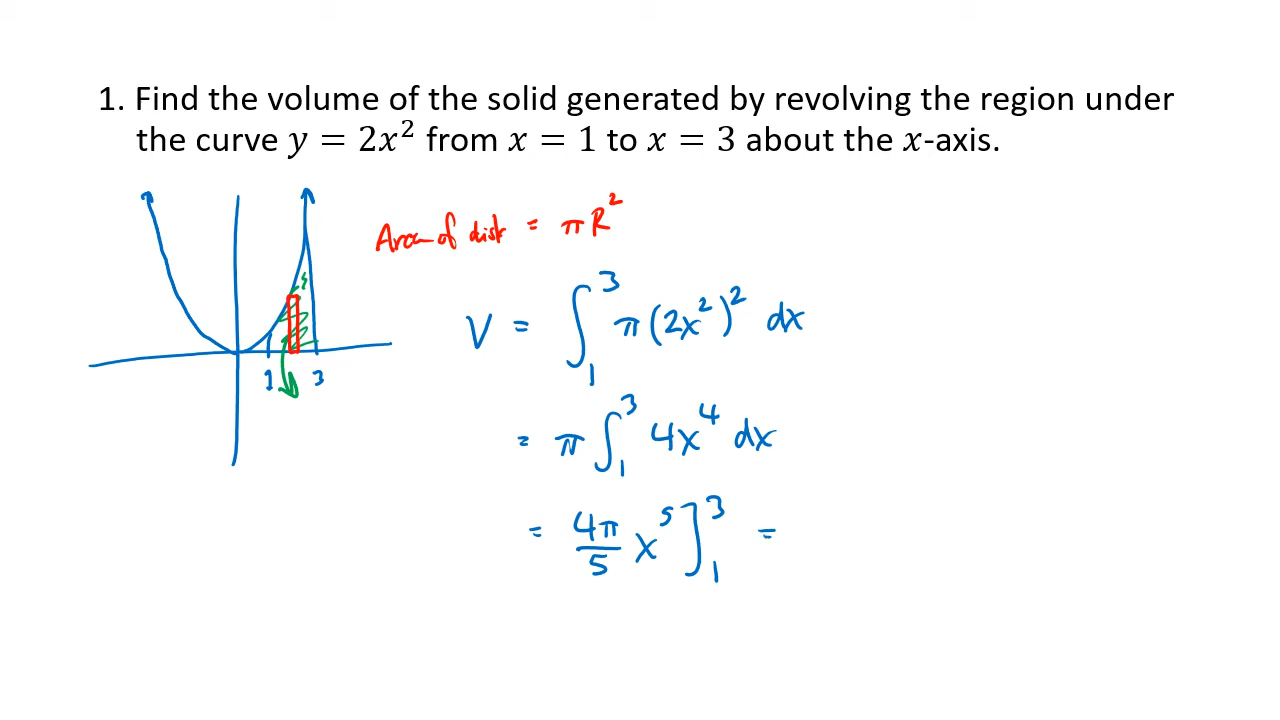 1. Find the volume of the solid generated by revolving the region under
the curve y = 2x² from x = 1 to x = 3 about the x-axis.
Area of disk = πR²
V = ∫₁³ π(2x²)² dx
1 3
= π ∫₁³ 4x⁴ dx
= 4π/5 x⁵]₁³ =